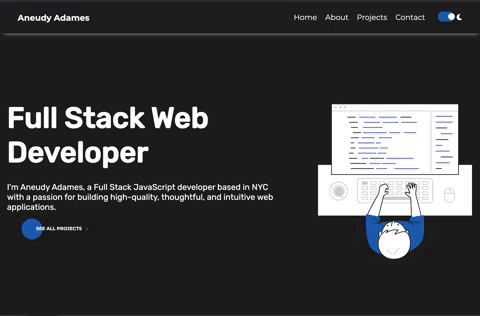 Aneudy Adames
Home About Projects Contact
Full Stack Web
Developer
I'm Aneudy Adames, a Full Stack JavaScript developer based in NYC
with a passion for building high-quality, thoughtful, and intuitive web
applications.
SEE ALL PROJECTS →